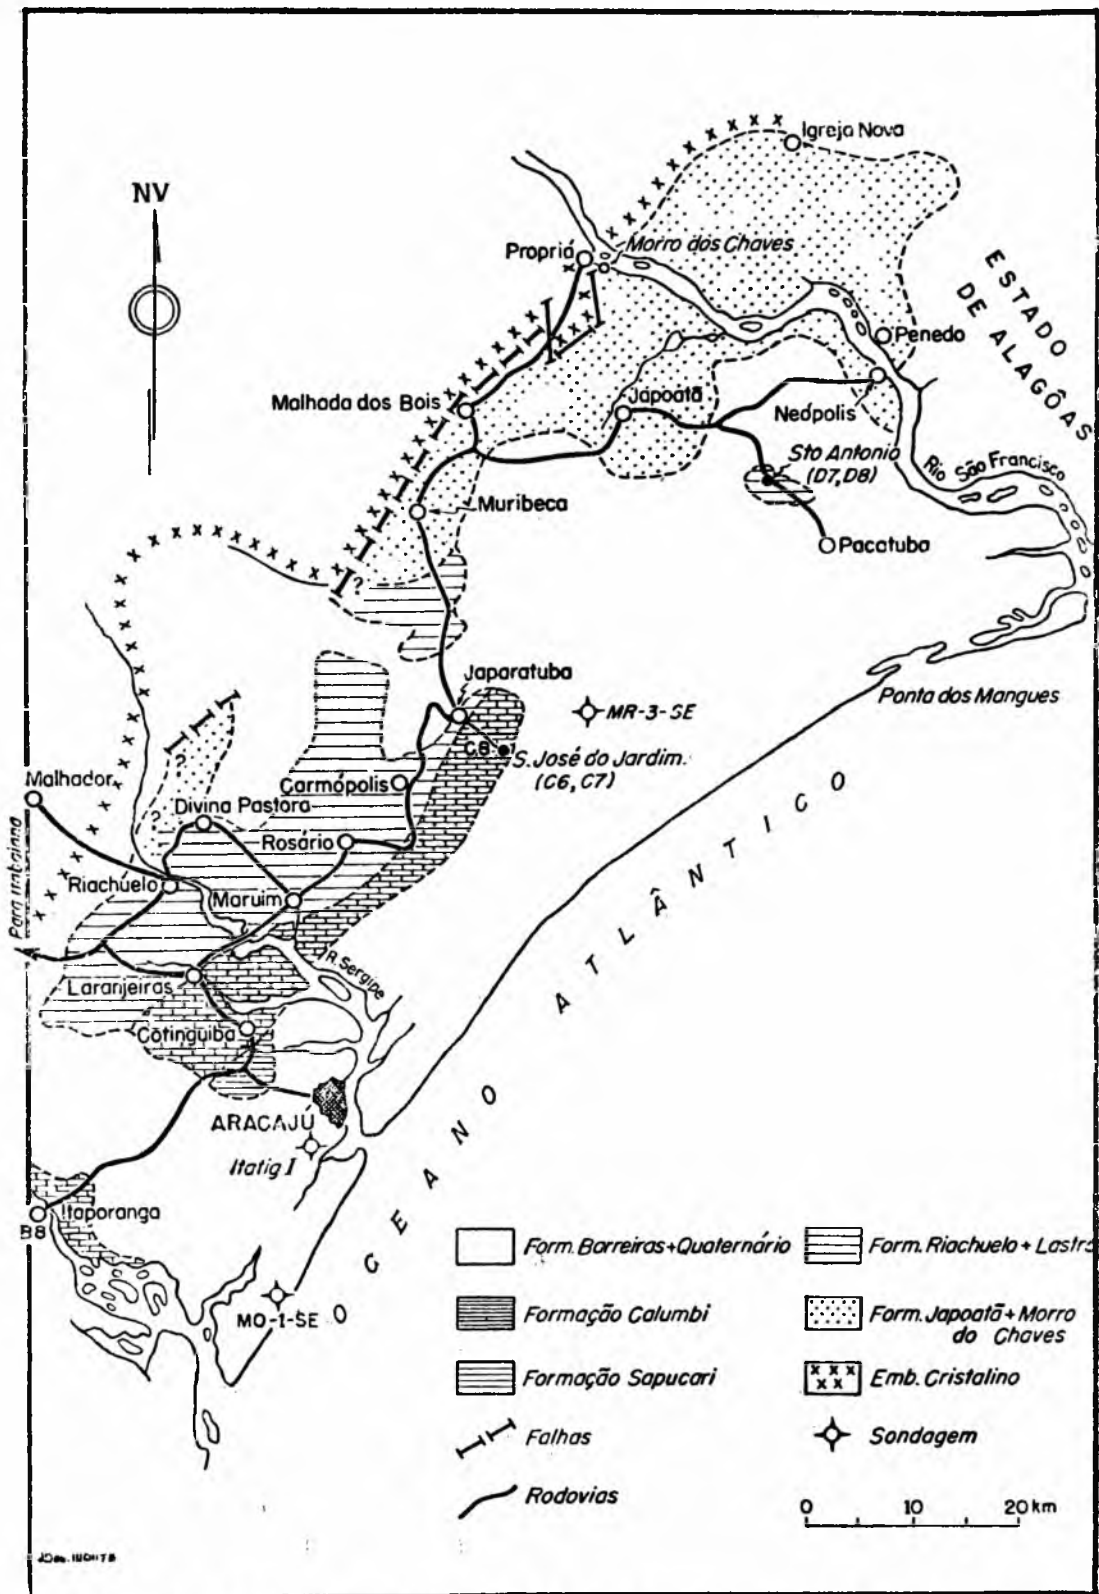 NV
Igreja Nova
Propriá
Morro dos Chaves
ESTADO
DE ALAGÔAS
Penedo
Malhada dos Bois
Japoatã
Neópolis
Sto Antonio
(D7, D8)
Rio São Francisco
Muribeca
Pacatuba
?
Japaratuba
Ponta dos Mangues
MR-3-SE
C8
S. José do Jardim.
(C6, C7)
?
Malhador
Carmópolis
Divina Pastora
?
Rosário
Riachuelo
Maruim
R. Sergipe
Laranjeiras
Cotinguiba
OCEANO ATLÂNTICO
ARACAJÚ
Itatig I
Itaporanga
B8
MO-1-SE
Form. Barreiras+Quaternário
Form. Riachuelo + Lastro
Formação Calumbi
Form. Japoatã + Morro
do Chaves
Formação Sapucari
Emb. Cristalino
Falhas
Sondagem
Rodovias
0 10 20 km